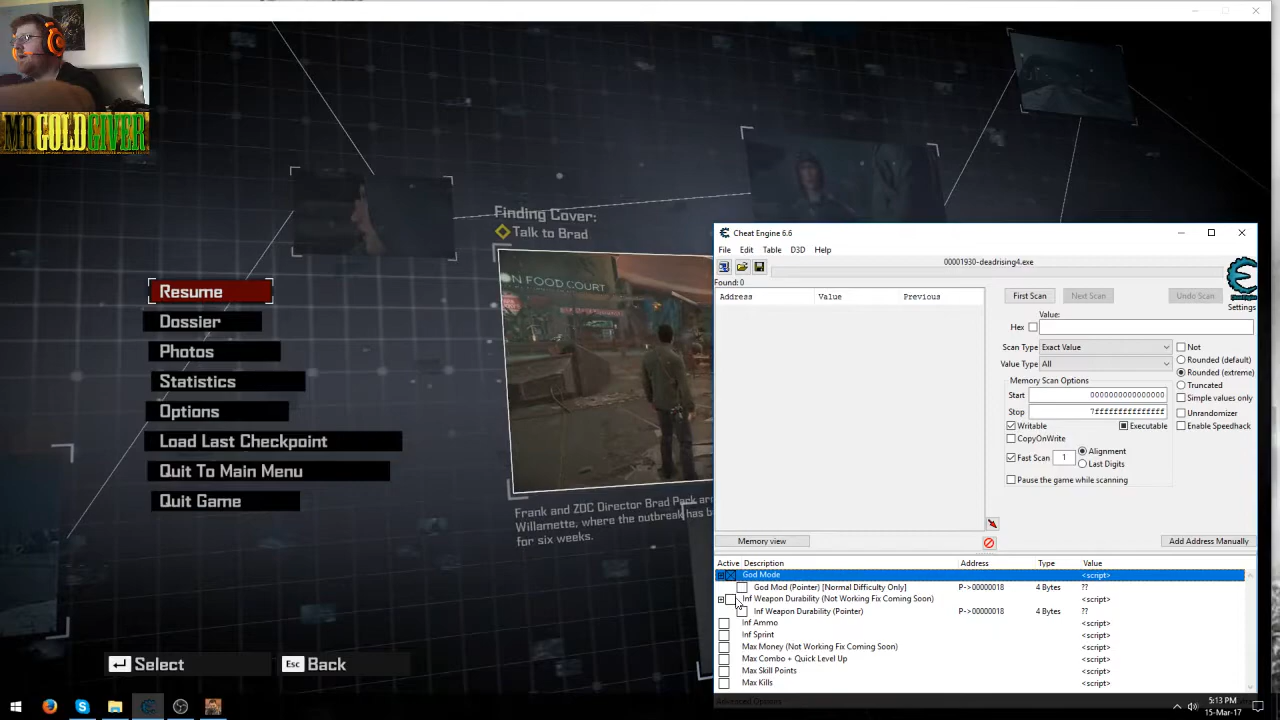 MRGOLDGIVER
Finding Cover:
Talk to Brad
N FOOD COURT
Frank and ZDC Director Brad Park arr
Willamette, where the outbreak has b
for six weeks.
Resume
Dossier
Photos
Statistics
Options
Load Last Checkpoint
Quit To Main Menu
Quit Game
Select
Esc Back
Cheat Engine 6.6
File Edit Table D3D Help
00001930-deadrising4.exe
Found: 0
Address Value Previous
First Scan Next Scan Undo Scan
Settings
Value:
Hex
Scan Type Exact Value
Value Type All
Not
Rounded (default)
Rounded (extreme)
Truncated
Simple values only
Unrandomizer
Enable Speedhack
Memory Scan Options
Start 0000000000000000
Stop 7fffffffffffffff
Writable Executable
CopyOnWrite
Fast Scan 1 Alignment
Last Digits
Pause the game while scanning
Memory view Add Address Manually
Active Description Address Type Value
God Mode <script>
God Mod (Pointer) [Normal Difficulty Only] P->00000018 4 Bytes ??
Inf Weapon Durability (Not Working Fix Coming Soon) <script>
Inf Weapon Durability (Pointer) P->00000018 4 Bytes ??
Inf Ammo <script>
Inf Sprint <script>
Max Money (Not Working Fix Coming Soon) <script>
Max Combo + Quick Level Up <script>
Max Skill Points <script>
Max Kills <script>
Advanced Options
5:13 PM
15-Mar-17